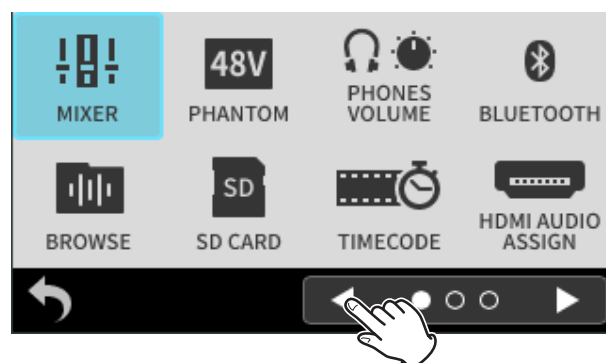 MIXER
48V
PHANTOM
PHONES
VOLUME
BLUETOOTH
BROWSE
SD
SD CARD
TIMECODE
HDMI AUDIO
ASSIGN